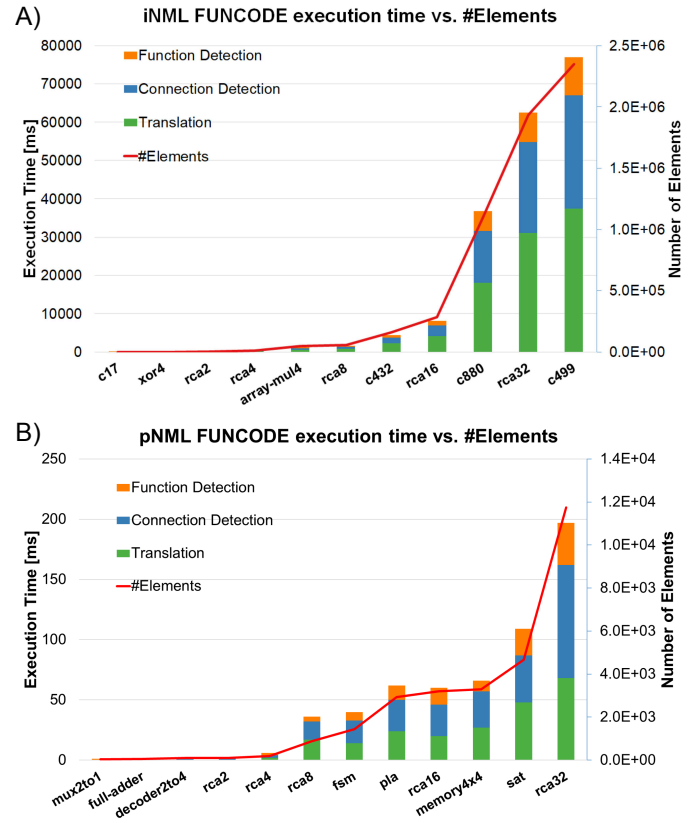 A)
iNML FUNCODE execution time vs. #Elements
80000
70000
60000
50000
40000
30000
20000
10000
0
Execution Time [ms]
Function Detection
Connection Detection
Translation
#Elements
2.5E+06
2.0E+06
1.5E+06
1.0E+06
5.0E+05
0.0E+00
Number of Elements
c17
xor4
rca2
rca4
array-mul4
rca8
c432
rca16
c880
rca32
c499
B)
pNML FUNCODE execution time vs. #Elements
250
200
150
100
50
0
Execution Time [ms]
Function Detection
Connection Detection
Translation
#Elements
1.4E+04
1.2E+04
1.0E+04
8.0E+03
6.0E+03
4.0E+03
2.0E+03
0.0E+00
Number of Elements
mux2to1
full-adder
decoder2to4
rca2
rca4
rca8
fsm
pla
rca16
memory4x4
sat
rca32